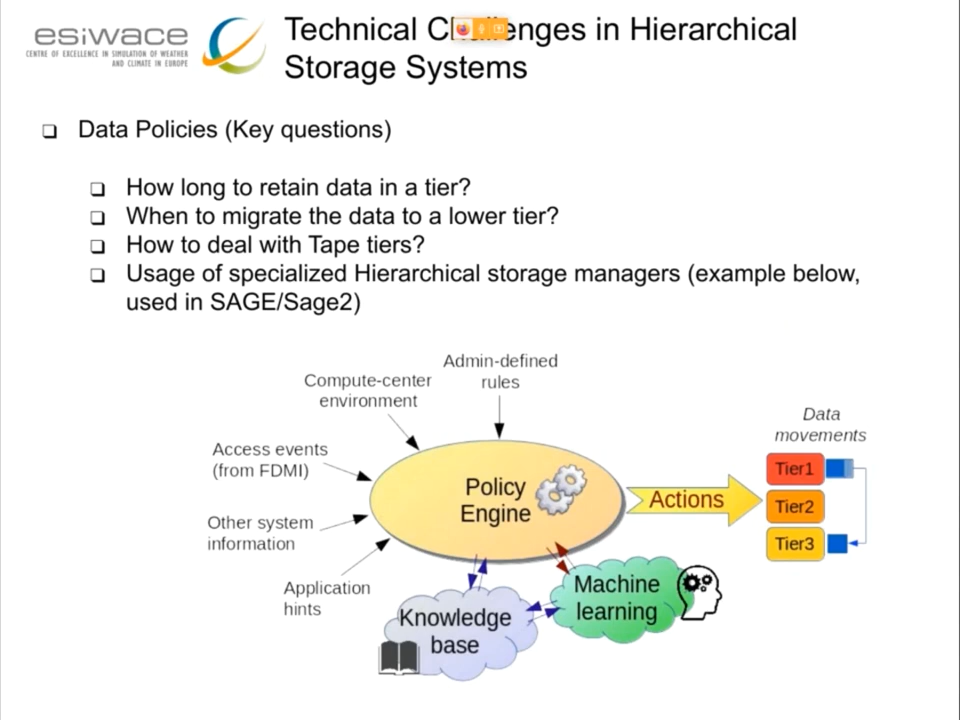 esiwace
CENTRE OF EXCELLENCE IN SIMULATION OF WEATHER
AND CLIMATE IN EUROPE
Technical Challenges in Hierarchical
Storage Systems
Data Policies (Key questions)
How long to retain data in a tier?
When to migrate the data to a lower tier?
How to deal with Tape tiers?
Usage of specialized Hierarchical storage managers (example below,
used in SAGE/Sage2)
Admin-defined
rules
Compute-center
environment
Access events
(from FDMI)
Other system
information
Application
hints
Policy
Engine
Actions
Data
movements
Tier1
Tier2
Tier3
Knowledge
base
Machine
learning